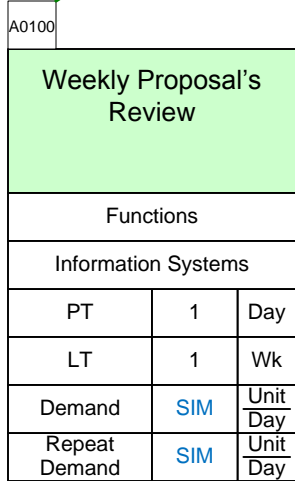 A0100
Weekly Proposal's
Review
Functions
Information Systems
PT 1 Day
LT 1 Wk
Demand SIM Unit
Day
Repeat
Demand SIM Unit
Day